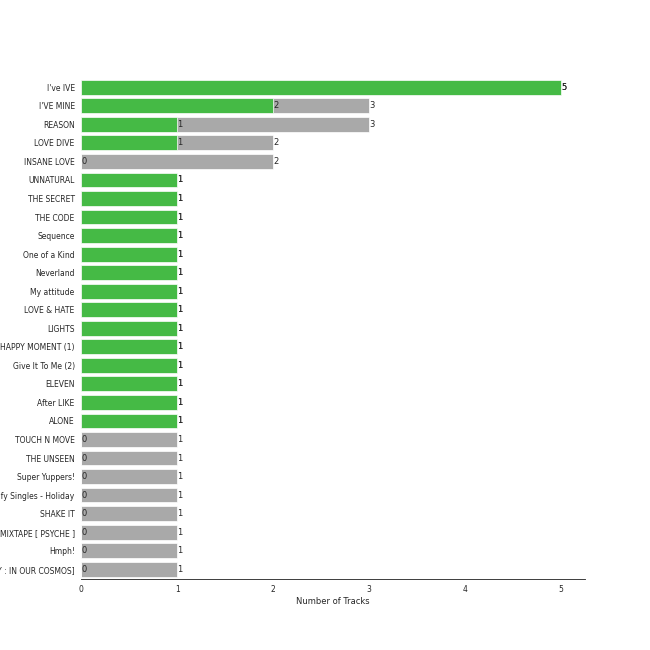 I've IVE 5
I'VE MINE 2 3
REASON 1 3
LOVE DIVE 1 2
INSANE LOVE 0 2
UNNATURAL 1
THE SECRET 1
THE CODE 1
Sequence 1
One of a Kind 1
Neverland 1
My attitude 1
LOVE & HATE 1
LIGHTS 1
HAPPY MOMENT (1) 1
Give It To Me (2) 1
ELEVEN 1
After LIKE 1
ALONE 1
TOUCH N MOVE 0 1
THE UNSEEN 0 1
Super Yuppers! 0 1
fy Singles - Holiday 0 1
SHAKE IT 0 1
MIXTAPE [ PSYCHE ] 0 1
Hmph! 0 1
: IN OUR COSMOS] 0 1
0 1 2 3 4 5
Number of Tracks